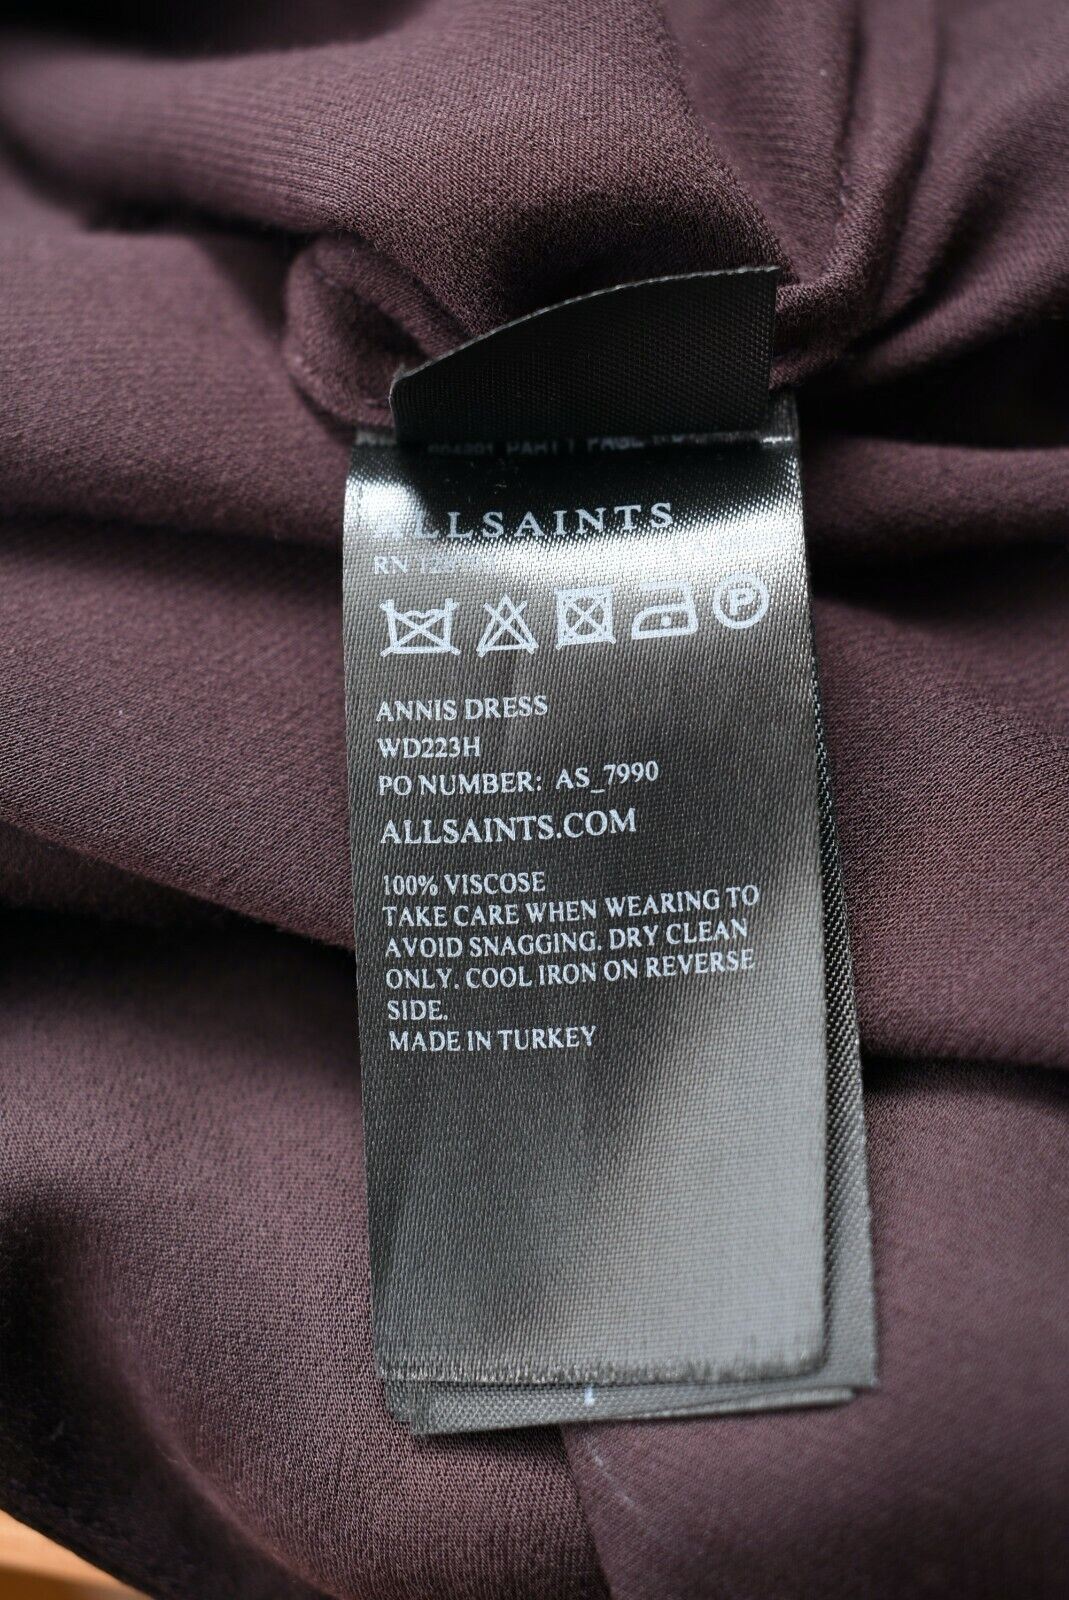 ALLSAINTS
RN
P
ANNIS DRESS
WD223H
PO NUMBER: AS_7990
ALLSAINTS.COM
100% VISCOSE
TAKE CARE WHEN WEARING TO
AVOID SNAGGING. DRY CLEAN
ONLY. COOL IRON ON REVERSE
SIDE.
MADE IN TURKEY